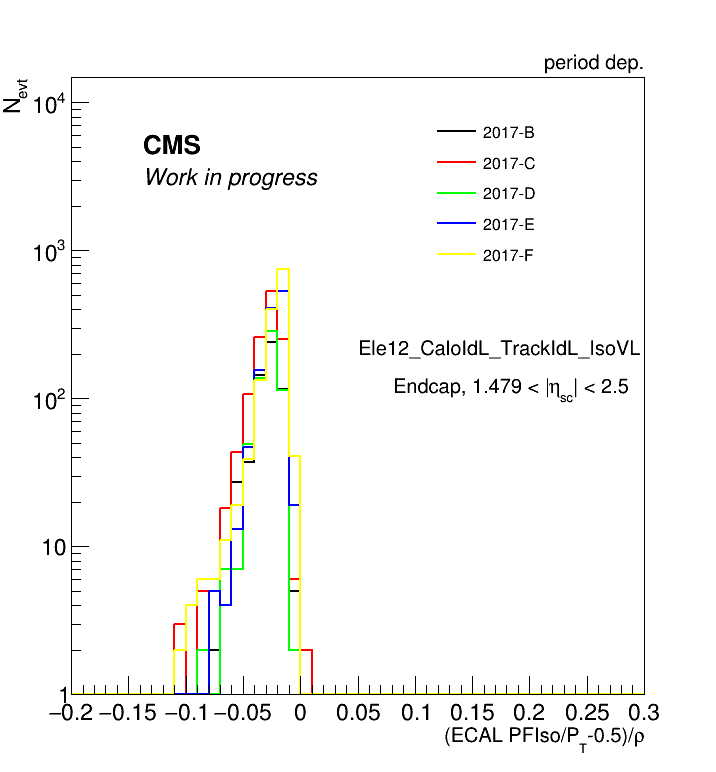 period dep.
N_evt
10^4
10^3
10^2
10
1
CMS
Work in progress
2017-B
2017-C
2017-D
2017-E
2017-F
Ele12_CaloIdL_TrackIdL_IsoVL
Endcap, 1.479 < |η_sc| < 2.5
−0.2 −0.15 −0.1 −0.05 0 0.05 0.1 0.15 0.2 0.25 0.3
(ECAL PFIso/P_T-0.5)/ρ